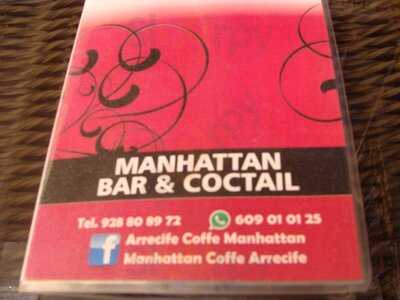 MANHATTAN
BAR & COCTAIL
Tel. 928 80 89 72 609 01 01 25
Arrecife Coffe Manhattan
Manhattan Coffe Arrecife